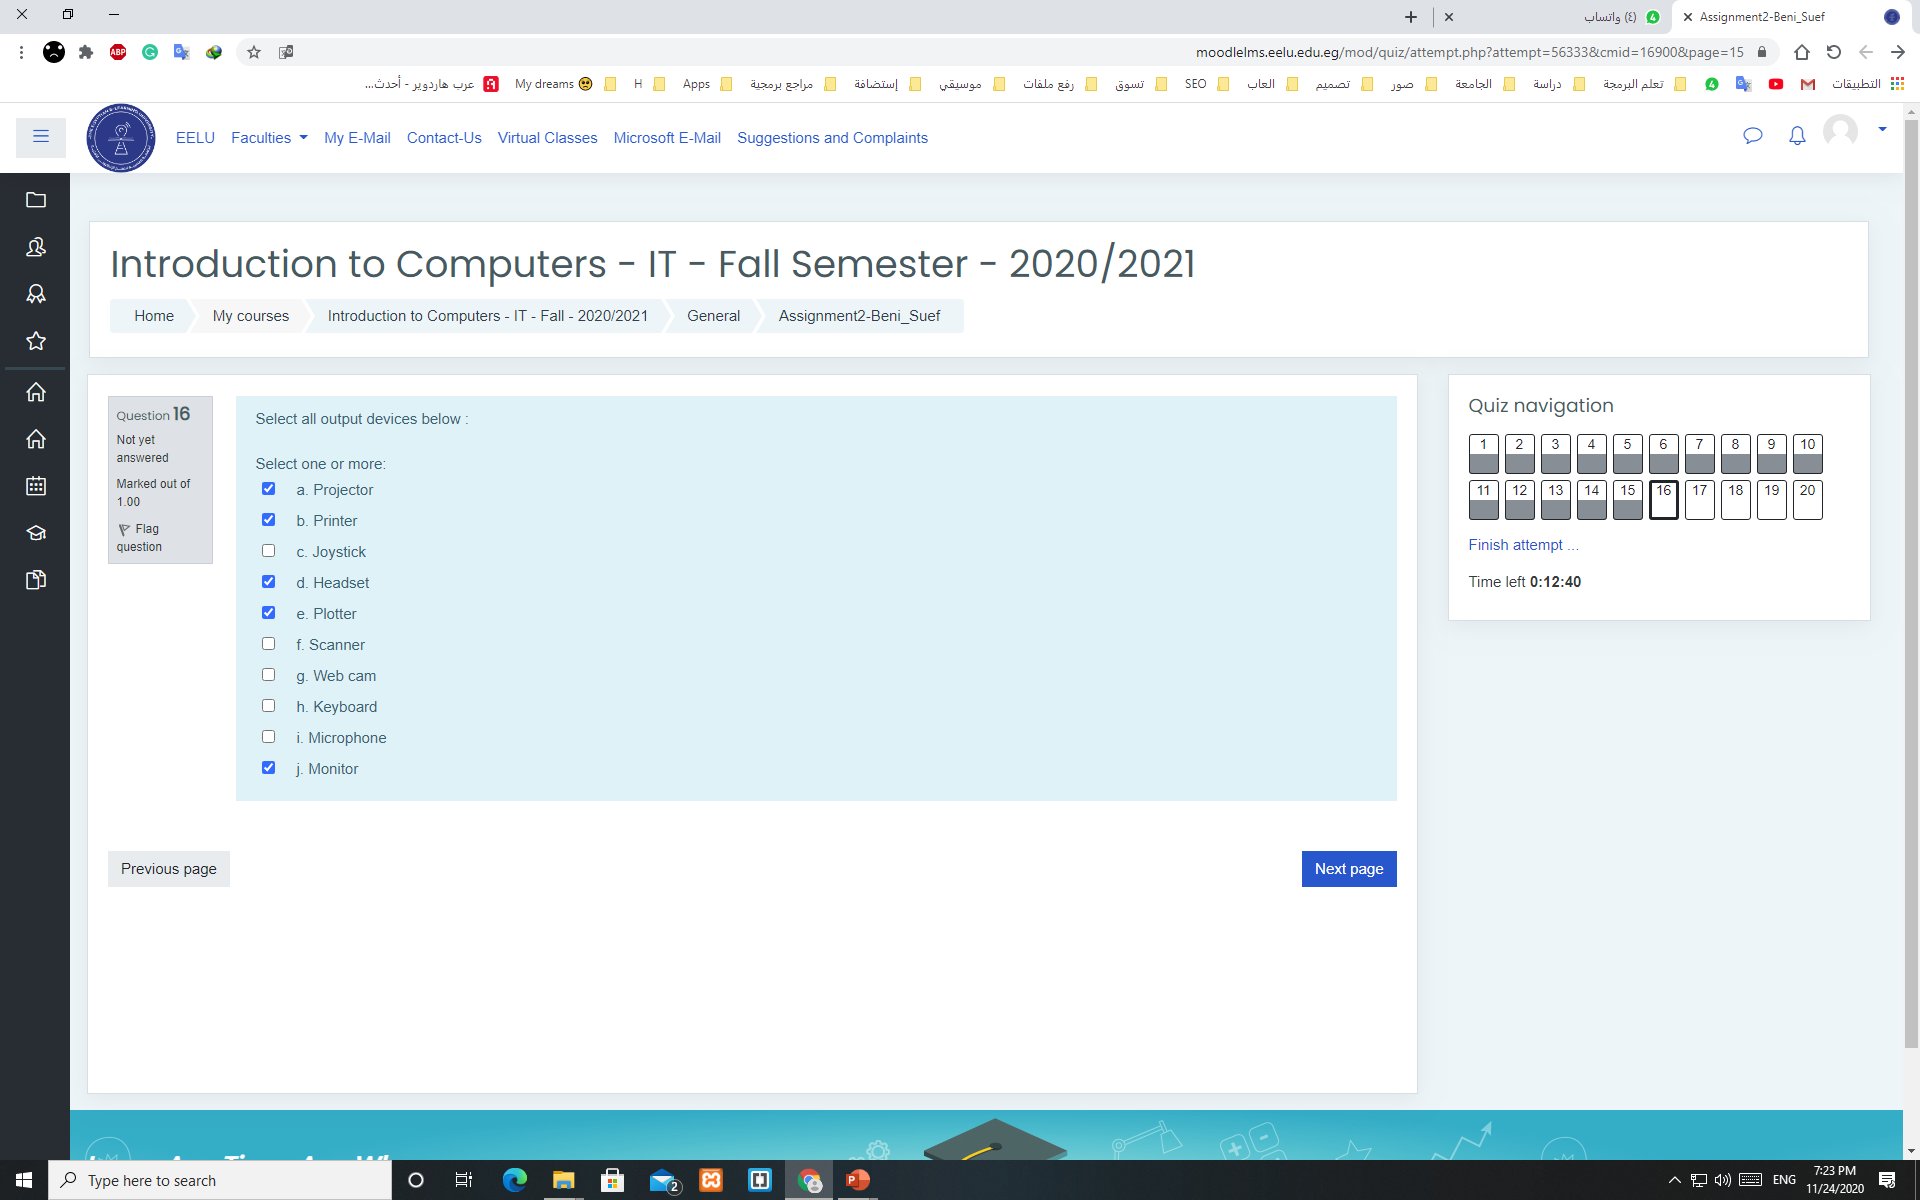 (٤) واتساب
Assignment2-Beni_Suef
moodlelms.eelu.edu.eg/mod/quiz/attempt.php?attempt=56333&cmid=16900&page=15
ABP
عرب هاردوير - أحدث...
My dreams
H
Apps
مراجع برمجية
إستضافة
موسيقي
رفع ملفات
تسوق
SEO
العاب
تصميم
صور
الجامعة
دراسة
تعلم البرمجة
4
التطبيقات
EELU
Faculties
My E-Mail
Contact-Us
Virtual Classes
Microsoft E-Mail
Suggestions and Complaints
Introduction to Computers - IT - Fall Semester - 2020/2021
Home
My courses
Introduction to Computers - IT - Fall - 2020/2021
General
Assignment2-Beni_Suef
Question 16
Not yet
answered
Marked out of
1.00
Flag
question
Select all output devices below :
Select one or more:
a. Projector
b. Printer
c. Joystick
d. Headset
e. Plotter
f. Scanner
g. Web cam
h. Keyboard
i. Microphone
j. Monitor
Previous page
Next page
Quiz navigation
1 2 3 4 5 6 7 8 9 10
11 12 13 14 15 16 17 18 19 20
Finish attempt ...
Time left 0:12:40
Type here to search
2
ENG
7:23 PM
11/24/2020